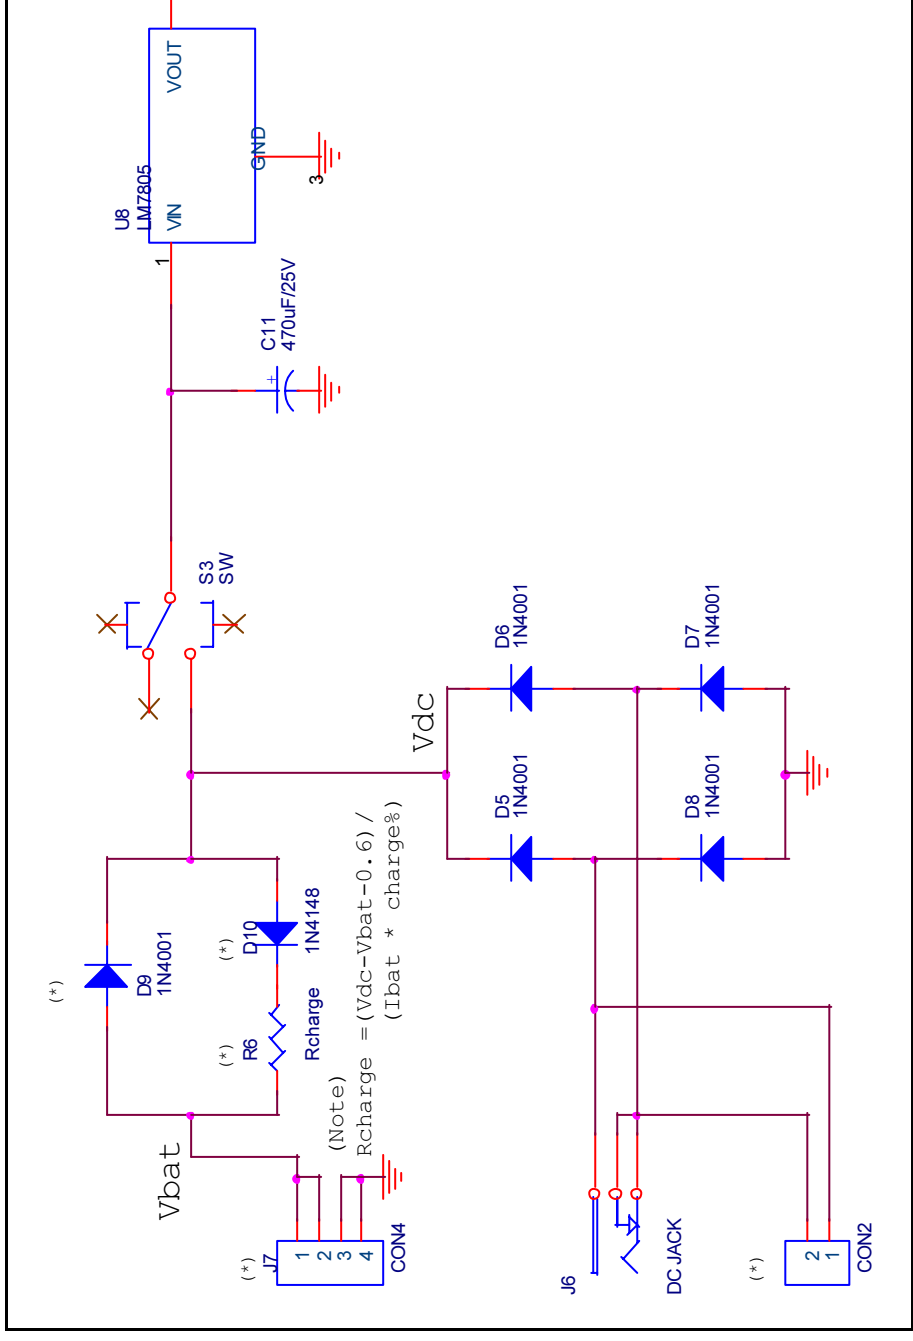 VOUT
GND
3
U8
LM7805
VIN
1
C11
470uF/25V
+
S3
SW
Vdc
D6
1N4001
D7
1N4001
D5
1N4001
D8
1N4001
(*)
D9
1N4001
(*)
D10
1N4148
(*)
R6
Rcharge
(Note)
Rcharge =(Vdc-Vbat-0.6)/
(Ibat * charge%)
Vbat
(*)
J7
1
2
3
4
CON4
J6
DC JACK
(*)
2
1
CON2